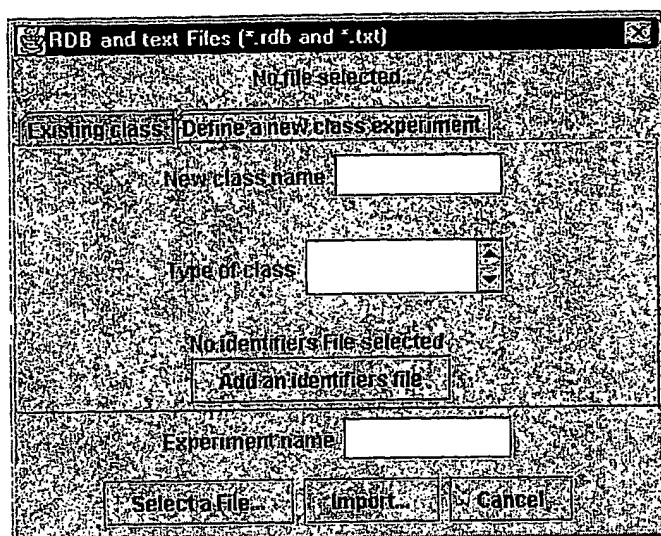 RDB and text Files (*.rdb and *.txt)
No file selected...
Existing class
Define a new class experiment
New class name
Type of class
No identifiers File selected
Add an identifiers file
Experiment name
Select a File...
Import...
Cancel